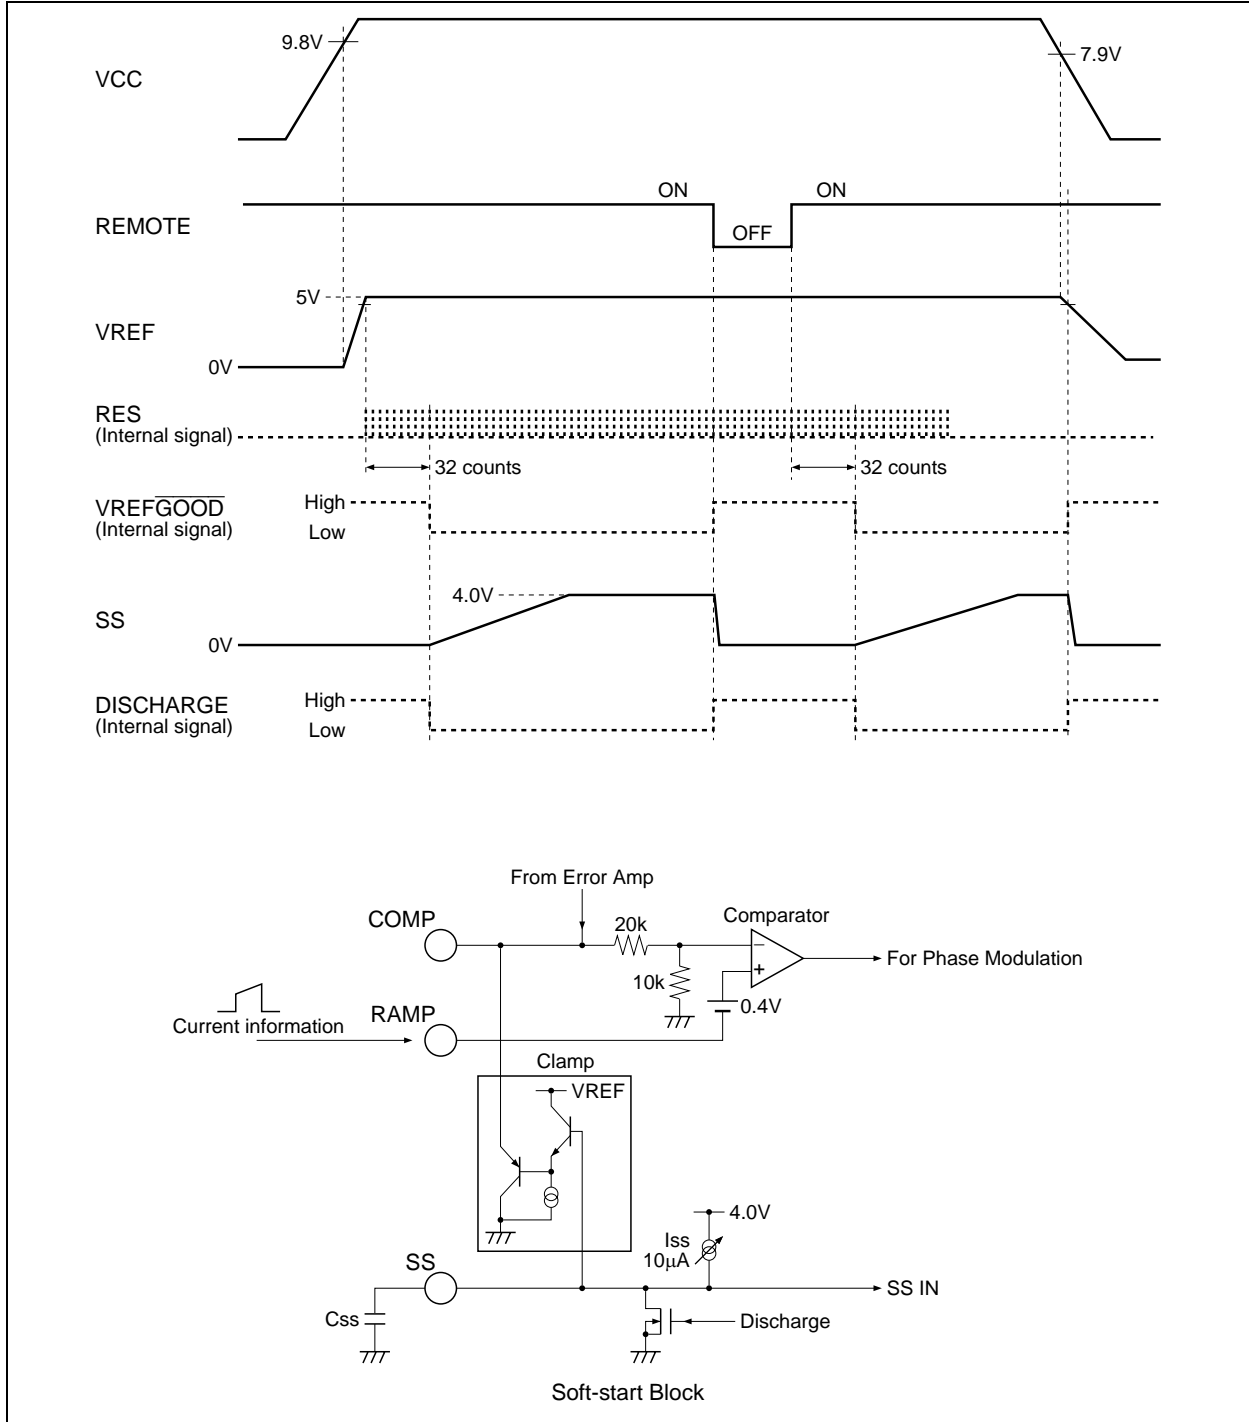 9.8V
7.9V
VCC
ON
ON
REMOTE
OFF
5V
VREF
0V
RES
(Internal signal)
32 counts
32 counts
VREFGOOD
(Internal signal)
High
Low
4.0V
SS
0V
DISCHARGE
(Internal signal)
High
Low
From Error Amp
COMP
20k
Comparator
−
+
For Phase Modulation
10k
0.4V
RAMP
Current information
Clamp
VREF
4.0V
Iss
10μA
SS
SS IN
Css
Discharge
Soft-start Block